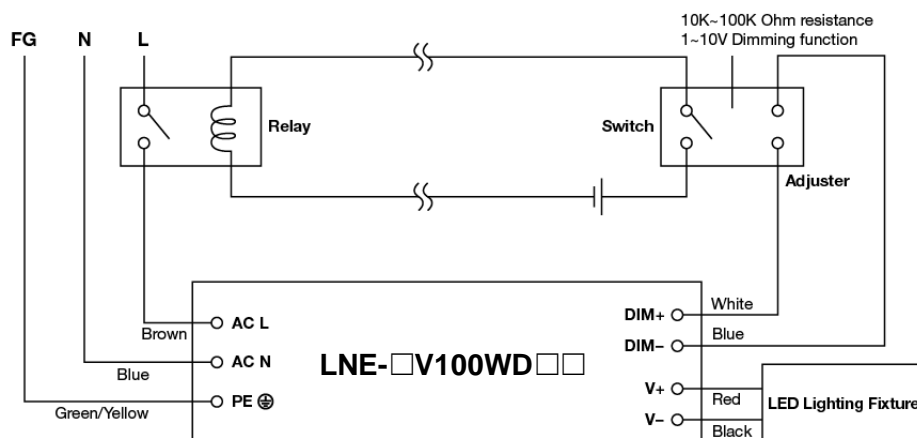 10K~100K Ohm resistance
1~10V Dimming function
FG
N
L
Relay
Switch
Adjuster
Brown
AC L
Blue
AC N
Green/Yellow
PE
LNE-□V100WD□□
DIM+
White
DIM−
Blue
V+
Red
V−
Black
LED Lighting Fixture